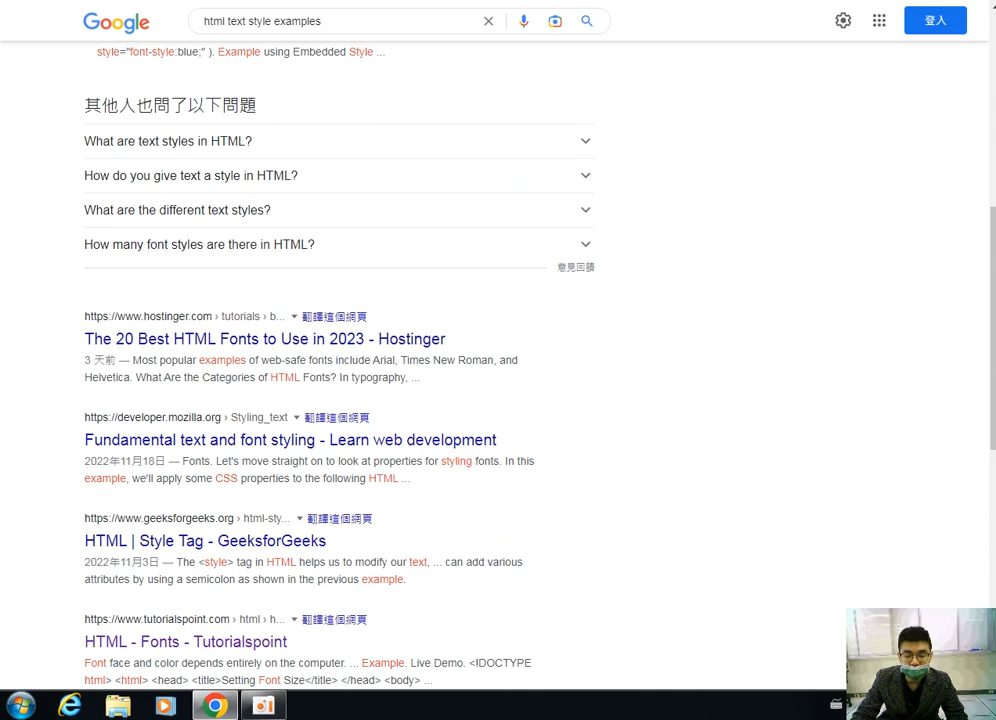 Google
html text style examples
登入
style="font-style:blue;" ). Example using Embedded Style ...
其他人也問了以下問題
What are text styles in HTML?
How do you give text a style in HTML?
What are the different text styles?
How many font styles are there in HTML?
意見回饋
https://www.hostinger.com › tutorials › b... 翻譯這個網頁
The 20 Best HTML Fonts to Use in 2023 - Hostinger
3 天前 — Most popular examples of web-safe fonts include Arial, Times New Roman, and
Helvetica. What Are the Categories of HTML Fonts? In typography, ...
https://developer.mozilla.org › Styling_text 翻譯這個網頁
Fundamental text and font styling - Learn web development
2022年11月18日 — Fonts. Let's move straight on to look at properties for styling fonts. In this
example, we'll apply some CSS properties to the following HTML ...
https://www.geeksforgeeks.org › html-sty... 翻譯這個網頁
HTML | Style Tag - GeeksforGeeks
2022年11月3日 — The <style> tag in HTML helps us to modify our text, ... can add various
attributes by using a semicolon as shown in the previous example.
https://www.tutorialspoint.com › html › h... 翻譯這個網頁
HTML - Fonts - Tutorialspoint
Font face and color depends entirely on the computer. ... Example. Live Demo. <!DOCTYPE
html> <html> <head> <title>Setting Font Size</title> </head> <body> ...